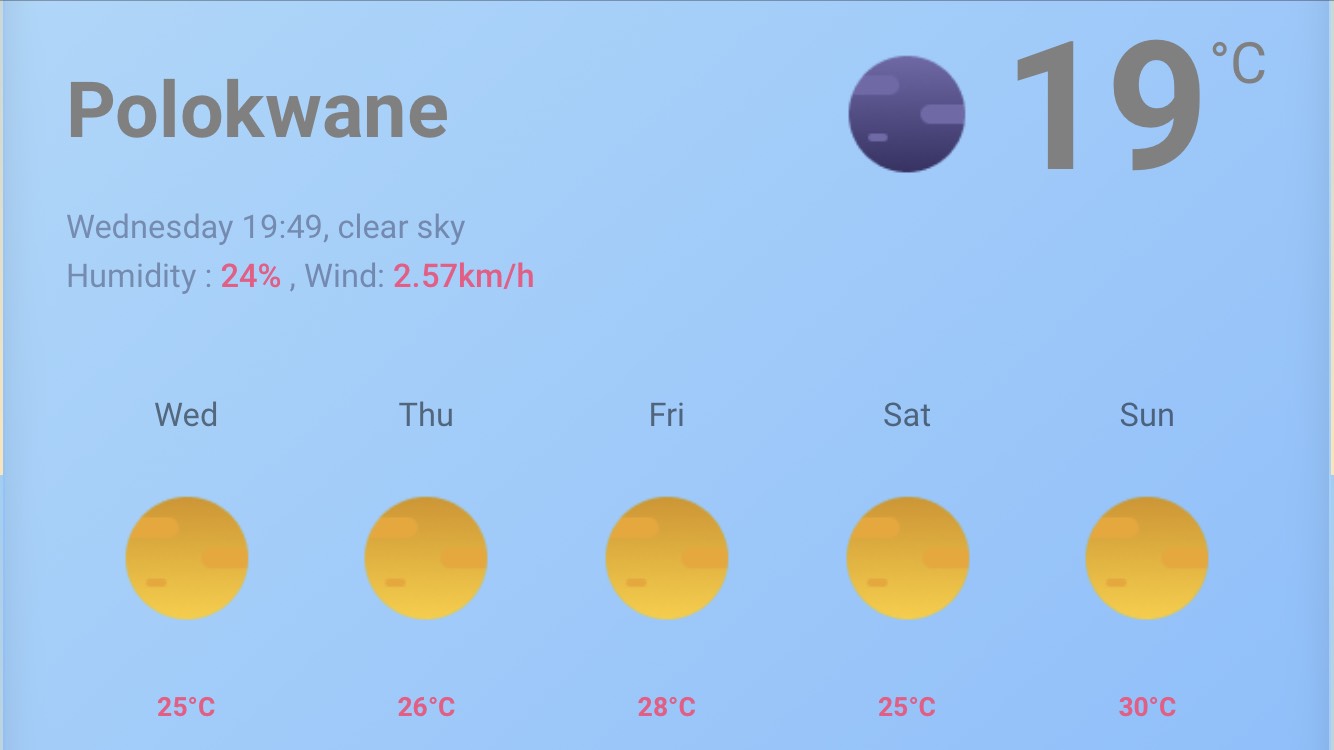 Polokwane
19°C
Wednesday 19:49, clear sky
Humidity : 24% , Wind: 2.57km/h
Wed Thu Fri Sat Sun
25°C 26°C 28°C 25°C 30°C